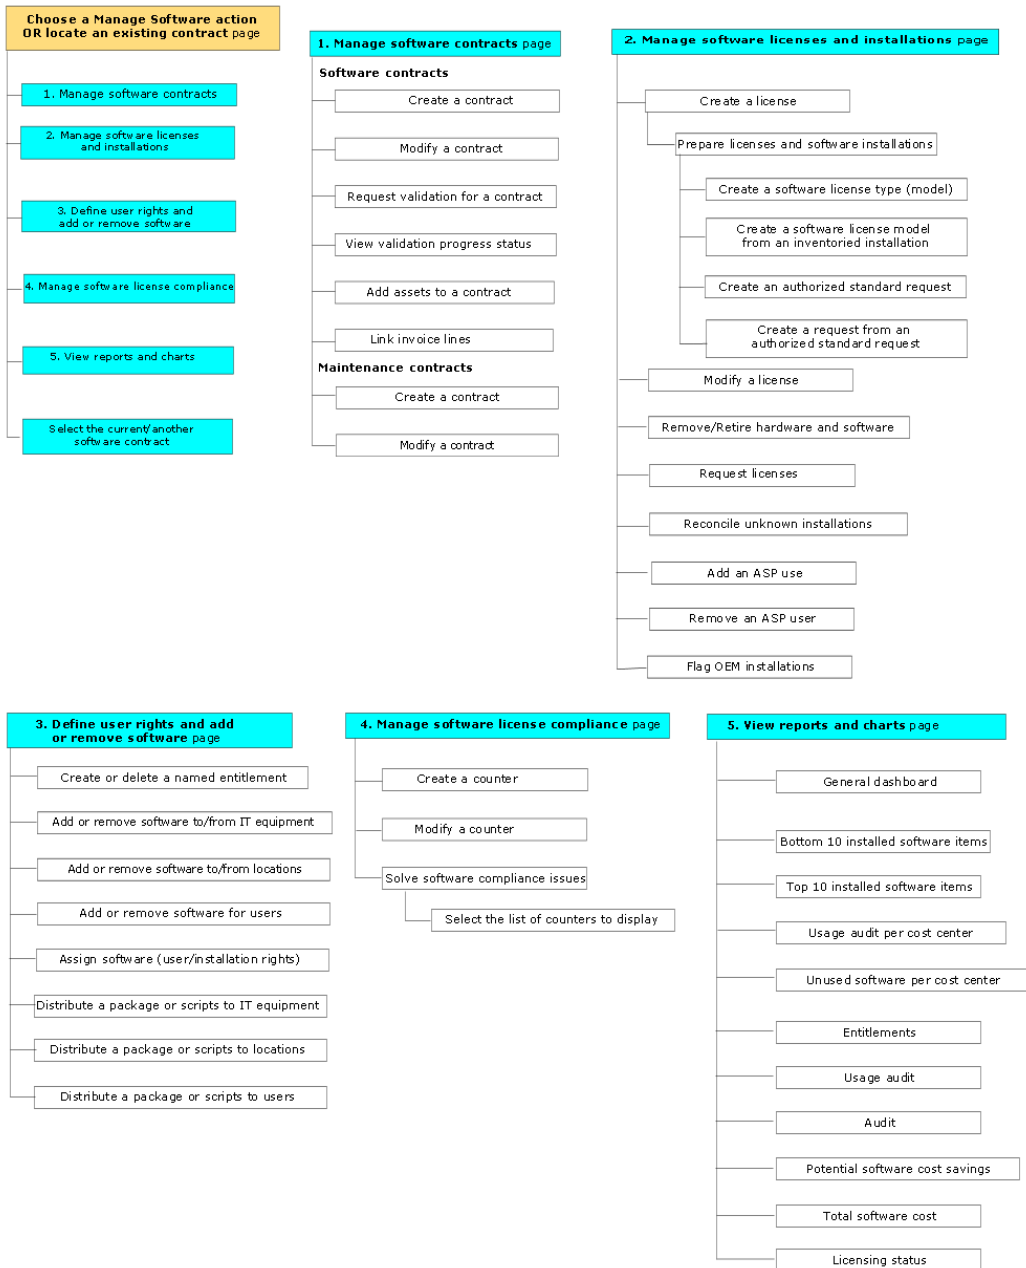 Choose a Manage Software action
OR locate an existing contract page
1. Manage software contracts
2. Manage software licenses
and installations
3. Define user rights and
add or remove software
4. Manage software license compliance
5. View reports and charts
Select the current/another
software contract
1. Manage software contracts page
Software contracts
Create a contract
Modify a contract
Request validation for a contract
View validation progress status
Add assets to a contract
Link invoice lines
Maintenance contracts
Create a contract
Modify a contract
2. Manage software licenses and installations page
Create a license
Prepare licenses and software installations
Create a software license type (model)
Create a software license model
from an inventoried installation
Create an authorized standard request
Create a request from an
authorized standard request
Modify a license
Remove/Retire hardware and software
Request licenses
Reconcile unknown installations
Add an ASP use
Remove an ASP user
Flag OEM installations
3. Define user rights and add
or remove software page
Create or delete a named entitlement
Add or remove software to/from IT equipment
Add or remove software to/from locations
Add or remove software for users
Assign software (user/installation rights)
Distribute a package or scripts to IT equipment
Distribute a package or scripts to locations
Distribute a package or scripts to users
4. Manage software license compliance page
Create a counter
Modify a counter
Solve software compliance issues
Select the list of counters to display
5. View reports and charts page
General dashboard
Bottom 10 installed software items
Top 10 installed software items
Usage audit per cost center
Unused software per cost center
Entitlements
Usage audit
Audit
Potential software cost savings
Total software cost
Licensing status